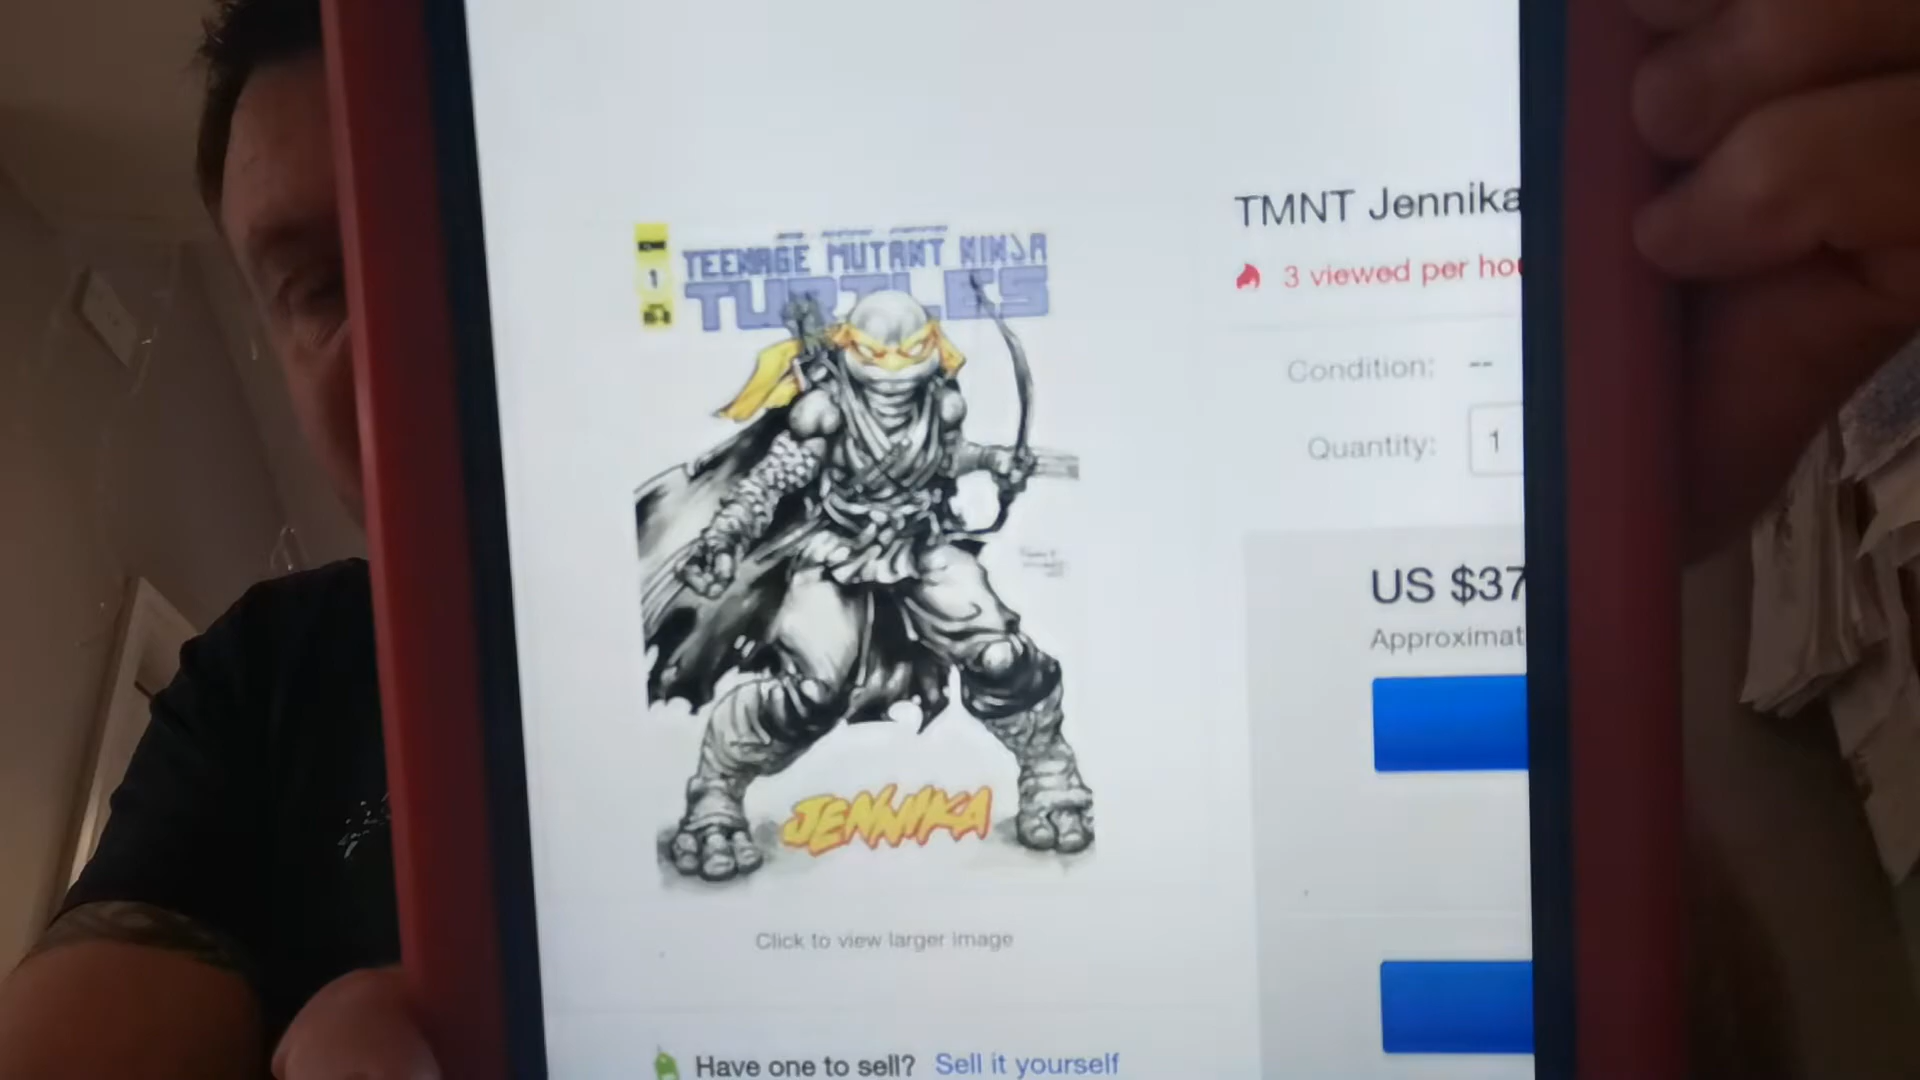 TEENAGE MUTANT NINJA
TURTLES
1
JENNIKA
Click to view larger image
Have one to sell? Sell it yourself
TMNT Jennika
3 viewed per hou
Condition: --
Quantity: 1
US $37
Approximat